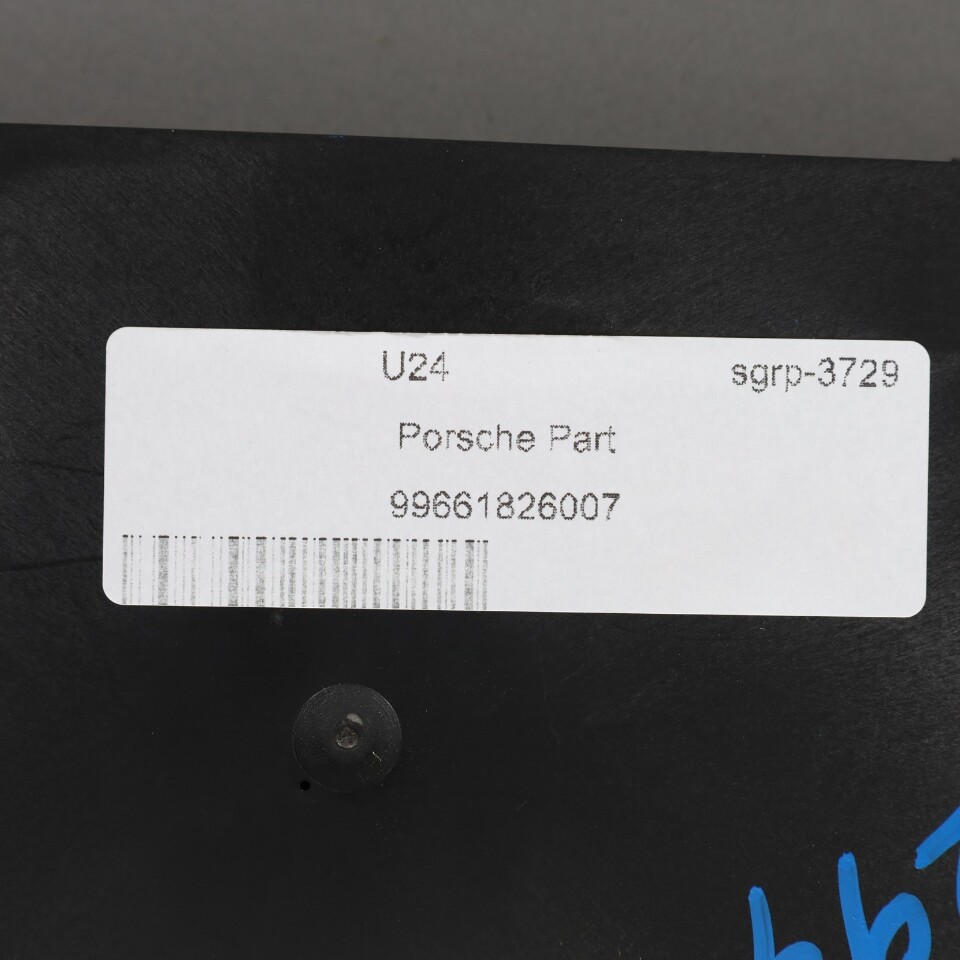 U24 sgrp-3729
Porsche Part
99661826007